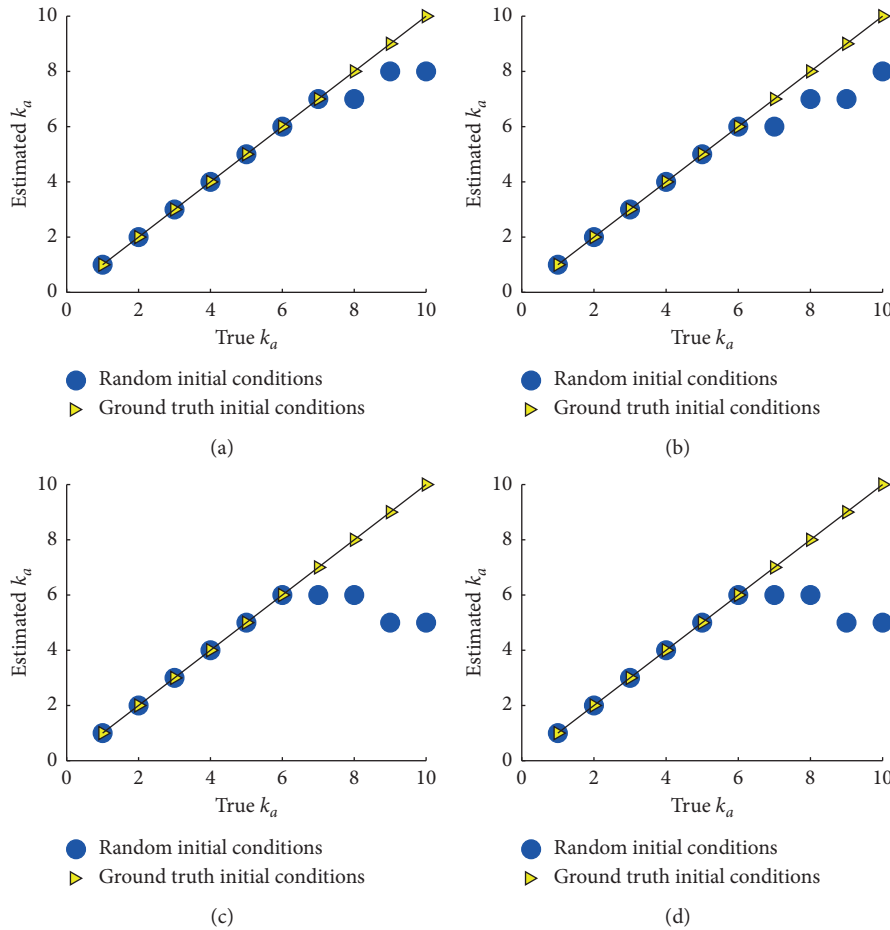 10
8
6
4
2
0
Estimated k_a
0 2 4 6 8 10
True k_a
Random initial conditions
Ground truth initial conditions
(a)
10
8
6
4
2
0
Estimated k_a
0 2 4 6 8 10
True k_a
Random initial conditions
Ground truth initial conditions
(b)
10
8
6
4
2
0
Estimated k_a
0 2 4 6 8 10
True k_a
Random initial conditions
Ground truth initial conditions
(c)
10
8
6
4
2
0
Estimated k_a
0 2 4 6 8 10
True k_a
Random initial conditions
Ground truth initial conditions
(d)